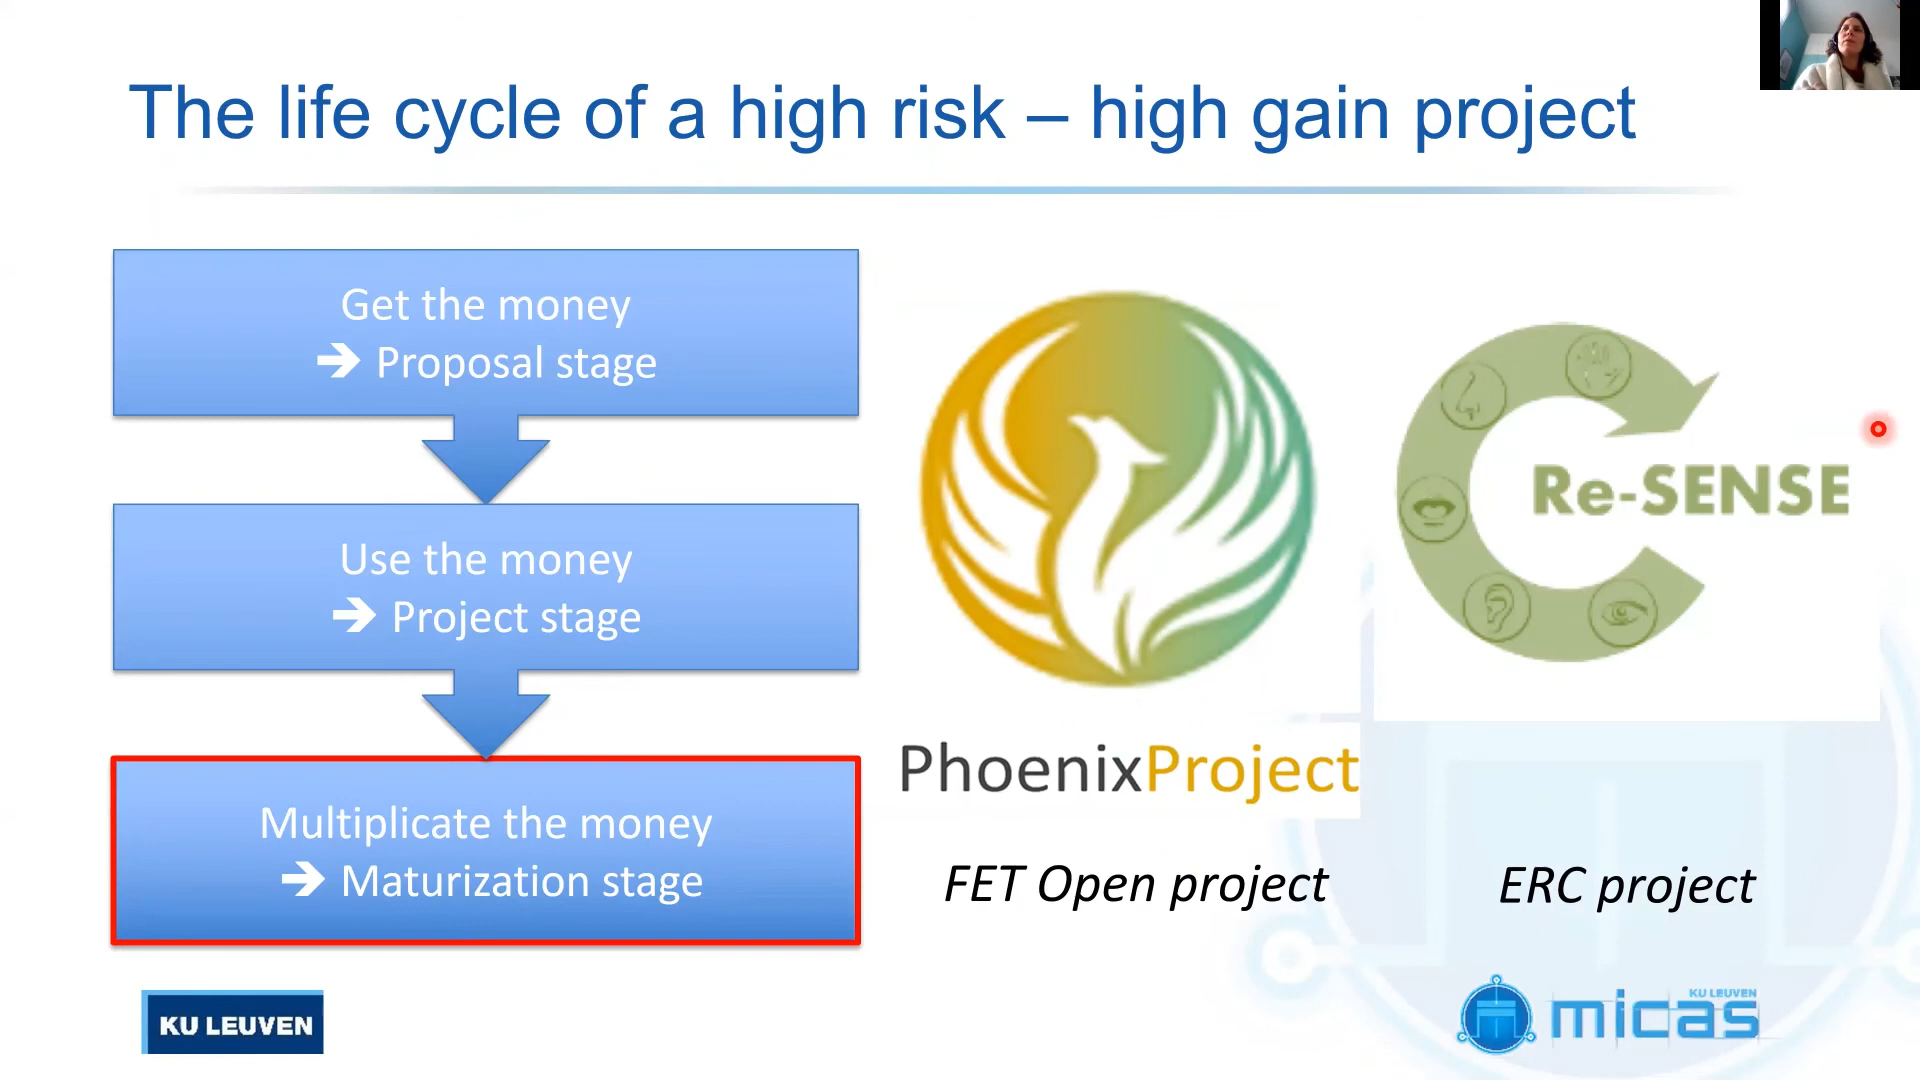 The life cycle of a high risk – high gain project
Get the money
➔ Proposal stage
Use the money
➔ Project stage
Multiplicate the money
➔ Maturization stage
PhoenixProject
FET Open project
Re-SENSE
ERC project
KU LEUVEN
KU LEUVEN
micas